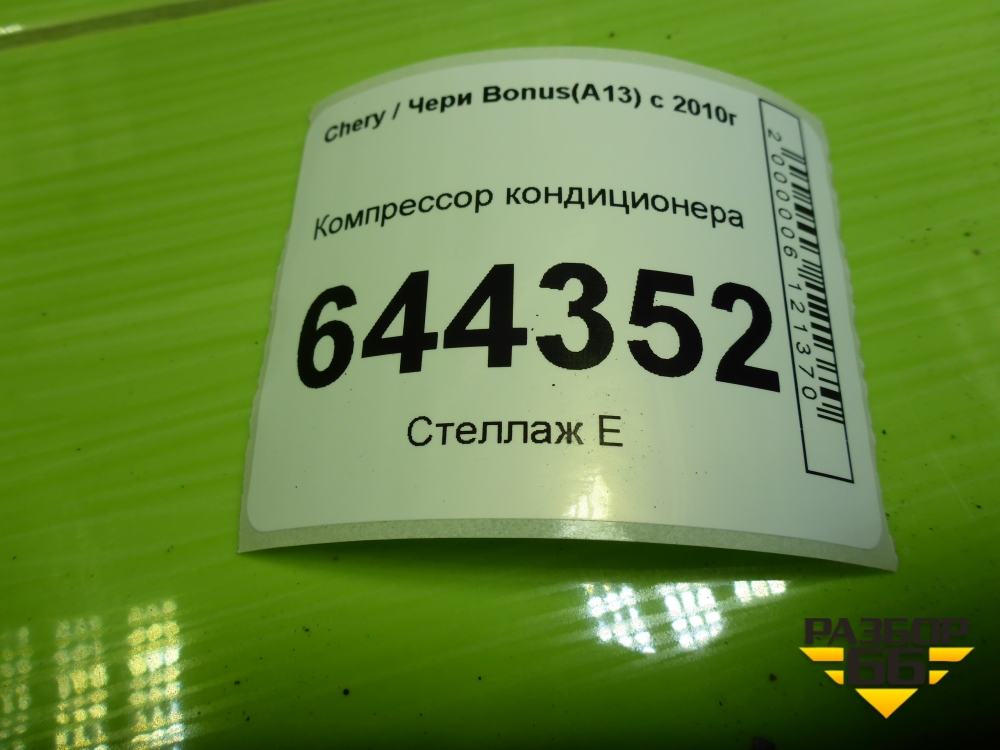 Chery / Чери Bonus(A13) с 2010г
Компрессор кондиционера
644352
Стеллаж Е
2000006121370
РАЗБОР
66